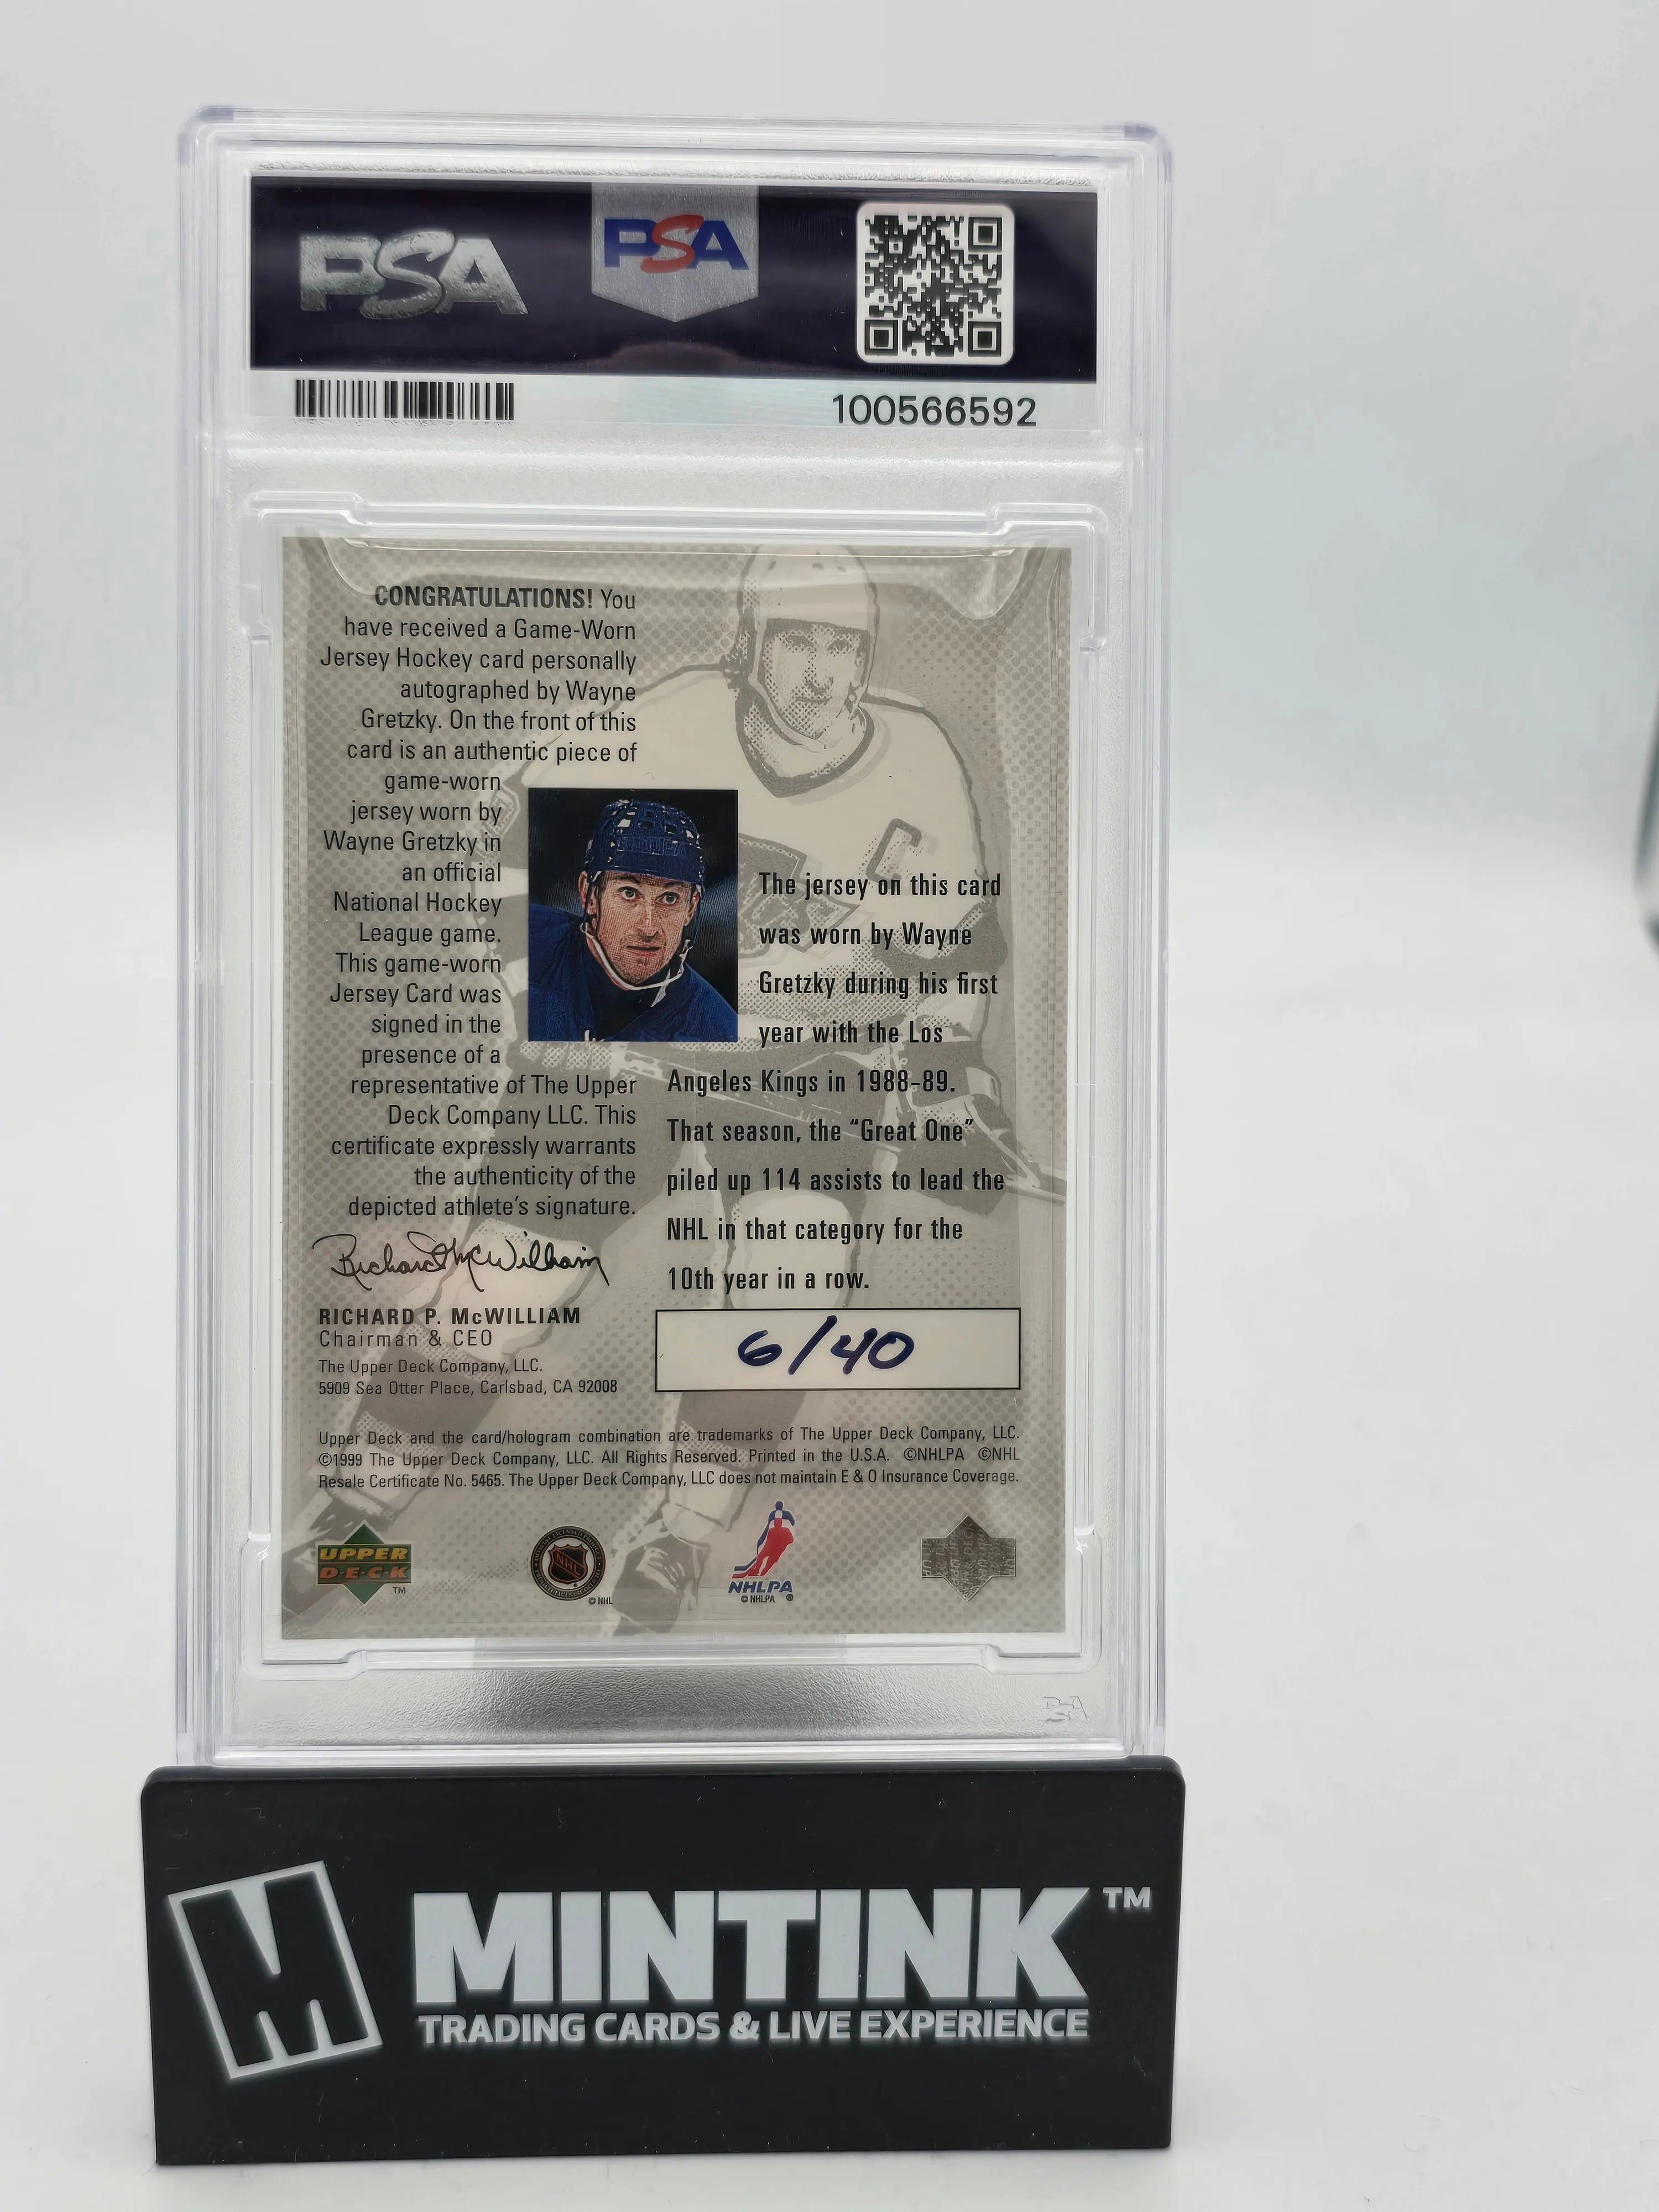 PSA
PSA
100566592
CONGRATULATIONS! You
have received a Game-Worn
Jersey Hockey card personally
autographed by Wayne
Gretzky. On the front of this
card is an authentic piece of
game-worn
jersey worn by
Wayne Gretzky in
an official
National Hockey
League game.
This game-worn
Jersey Card was
signed in the
presence of a
representative of The Upper
Deck Company LLC. This
certificate expressly warrants
the authenticity of the
depicted athlete's signature.
Richard McWilliam
RICHARD P. McWILLIAM
Chairman & CEO
The Upper Deck Company, LLC.
5909 Sea Otter Place, Carlsbad, CA 92008
C
The jersey on this card
was worn by Wayne
Gretzky during his first
year with the Los
Angeles Kings in 1988-89.
That season, the “Great One”
piled up 114 assists to lead the
NHL in that category for the
10th year in a row.
6/40
Upper Deck and the card/hologram combination are trademarks of The Upper Deck Company, LLC.
©1999 The Upper Deck Company, LLC. All Rights Reserved. Printed in the U.S.A. ©NHLPA ©NHL
Resale Certificate No. 5465. The Upper Deck Company, LLC does not maintain E & O Insurance Coverage.
UPPER
D·E·C·K
™
NHL
© NHL
NHLPA
© NHLPA ®
PSA
M MINTINK™
TRADING CARDS & LIVE EXPERIENCE